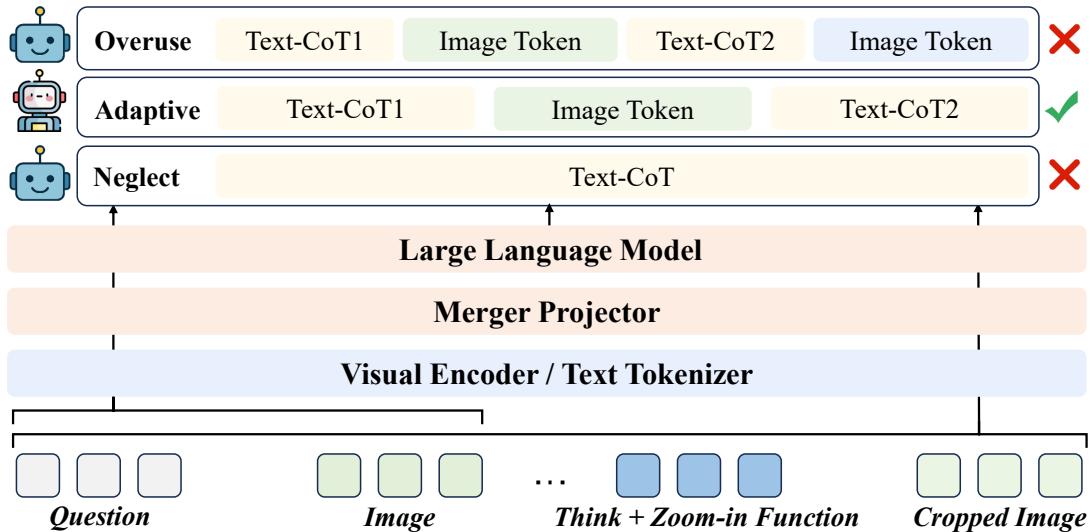 Overuse Text-CoT1 Image Token Text-CoT2 Image Token
Adaptive Text-CoT1 Image Token Text-CoT2
Neglect Text-CoT
Large Language Model
Merger Projector
Visual Encoder / Text Tokenizer
...
Question Image Think + Zoom-in Function Cropped Image